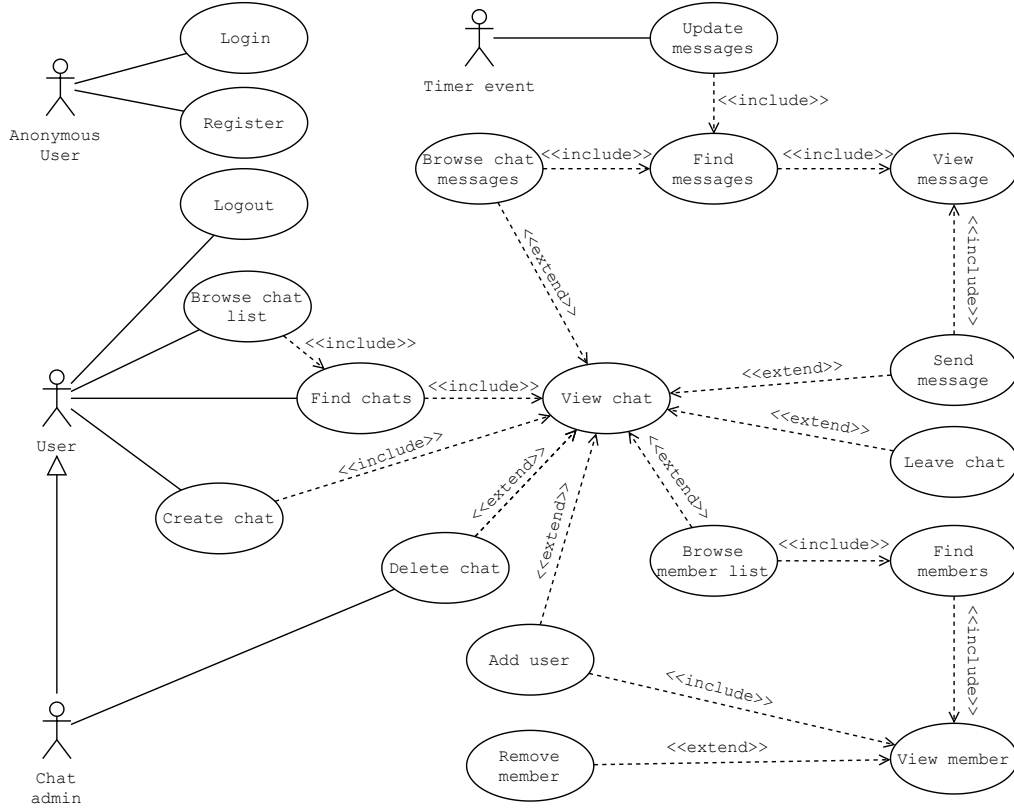 Login
Update
messages
Timer event
<<include>>
Register
Anonymous
User
Browse chat
messages
<<include>>
Find
messages
<<include>>
View
message
Logout
<<extend>>
<<include>>
Browse chat
list
<<include>>
Send
message
<<extend>>
Find chats
<<include>>
View chat
<<extend>>
User
<<include>>
<<extend>>
<<extend>>
<<extend>>
Leave chat
Create chat
Delete chat
Browse
member list
<<include>>
Find
members
<<include>>
Add user
<<include>>
Remove
member
<<extend>>
View member
Chat
admin